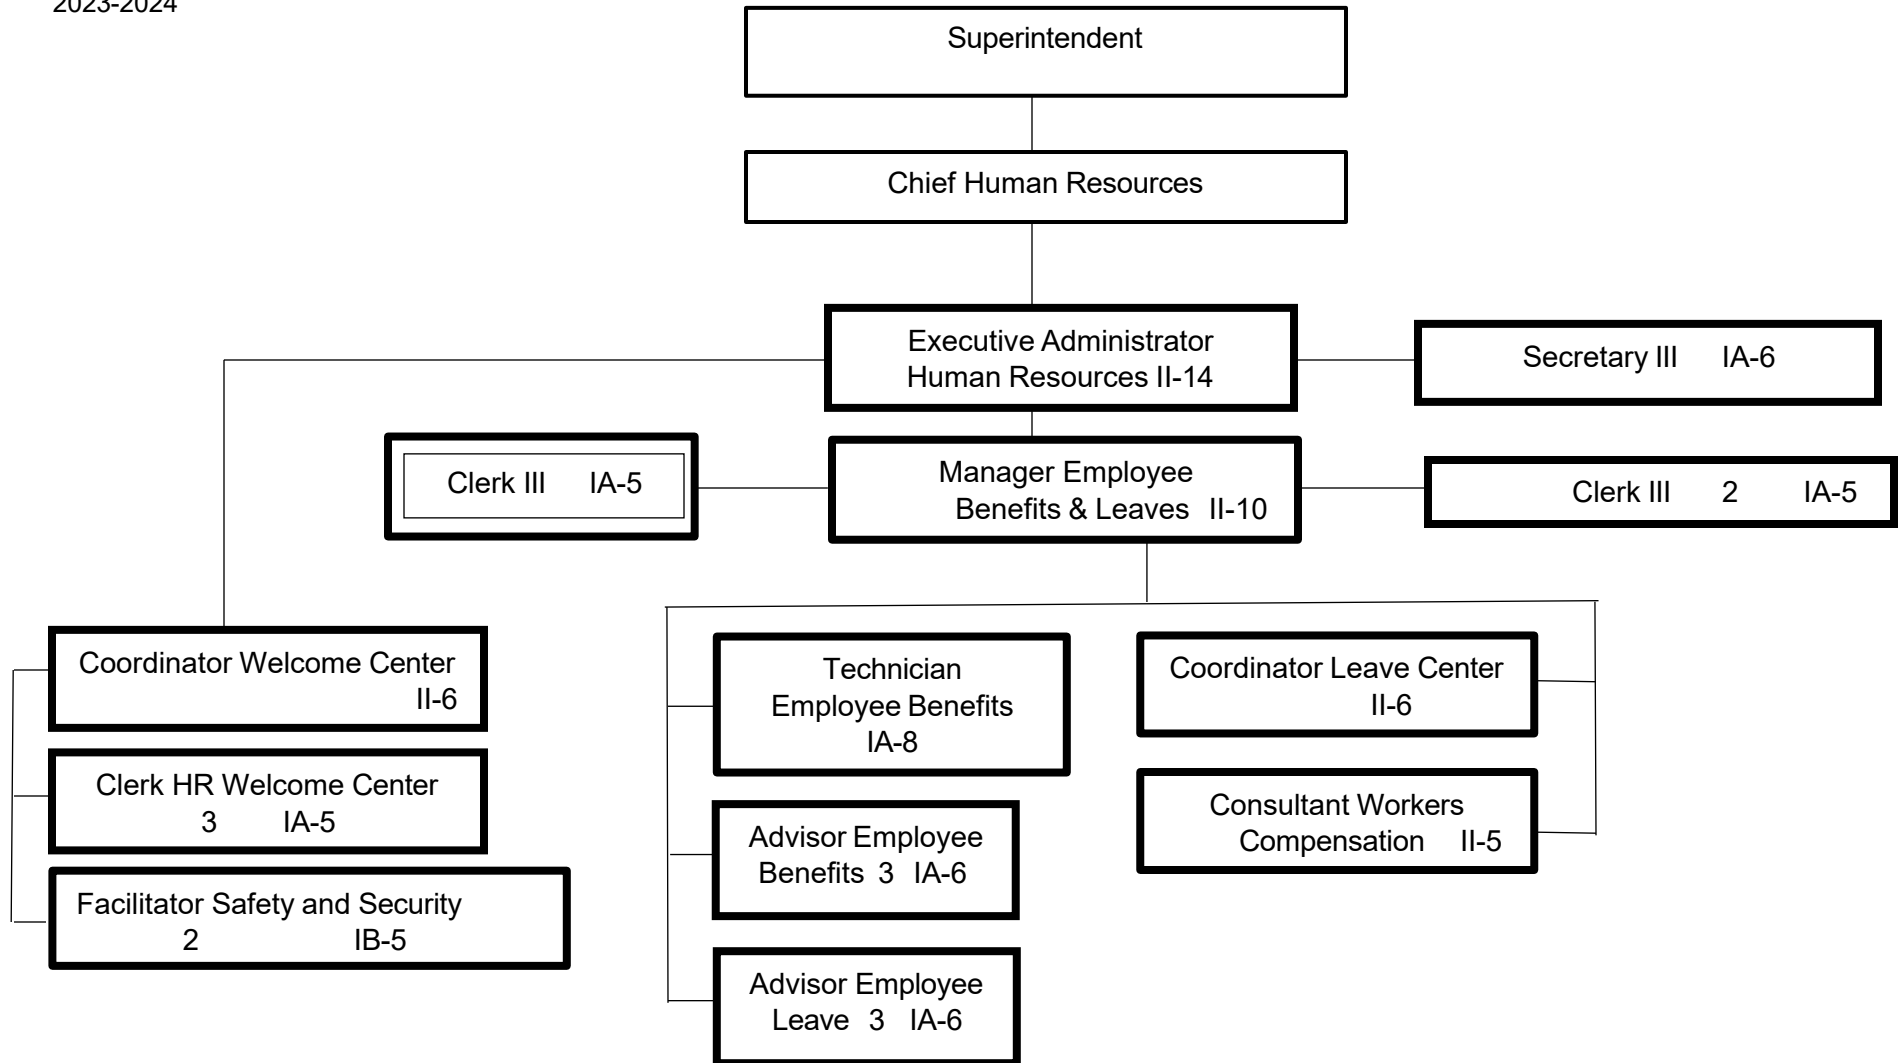 2023-2024
Superintendent
Chief Human Resources
Executive Administrator
Human Resources II-14
Secretary III IA-6
Clerk III IA-5
Manager Employee
Benefits & Leaves II-10
Clerk III 2 IA-5
Coordinator Welcome Center
II-6
Clerk HR Welcome Center
3 IA-5
Facilitator Safety and Security
2 IB-5
Technician
Employee Benefits
IA-8
Advisor Employee
Benefits 3 IA-6
Advisor Employee
Leave 3 IA-6
Coordinator Leave Center
II-6
Consultant Workers
Compensation II-5